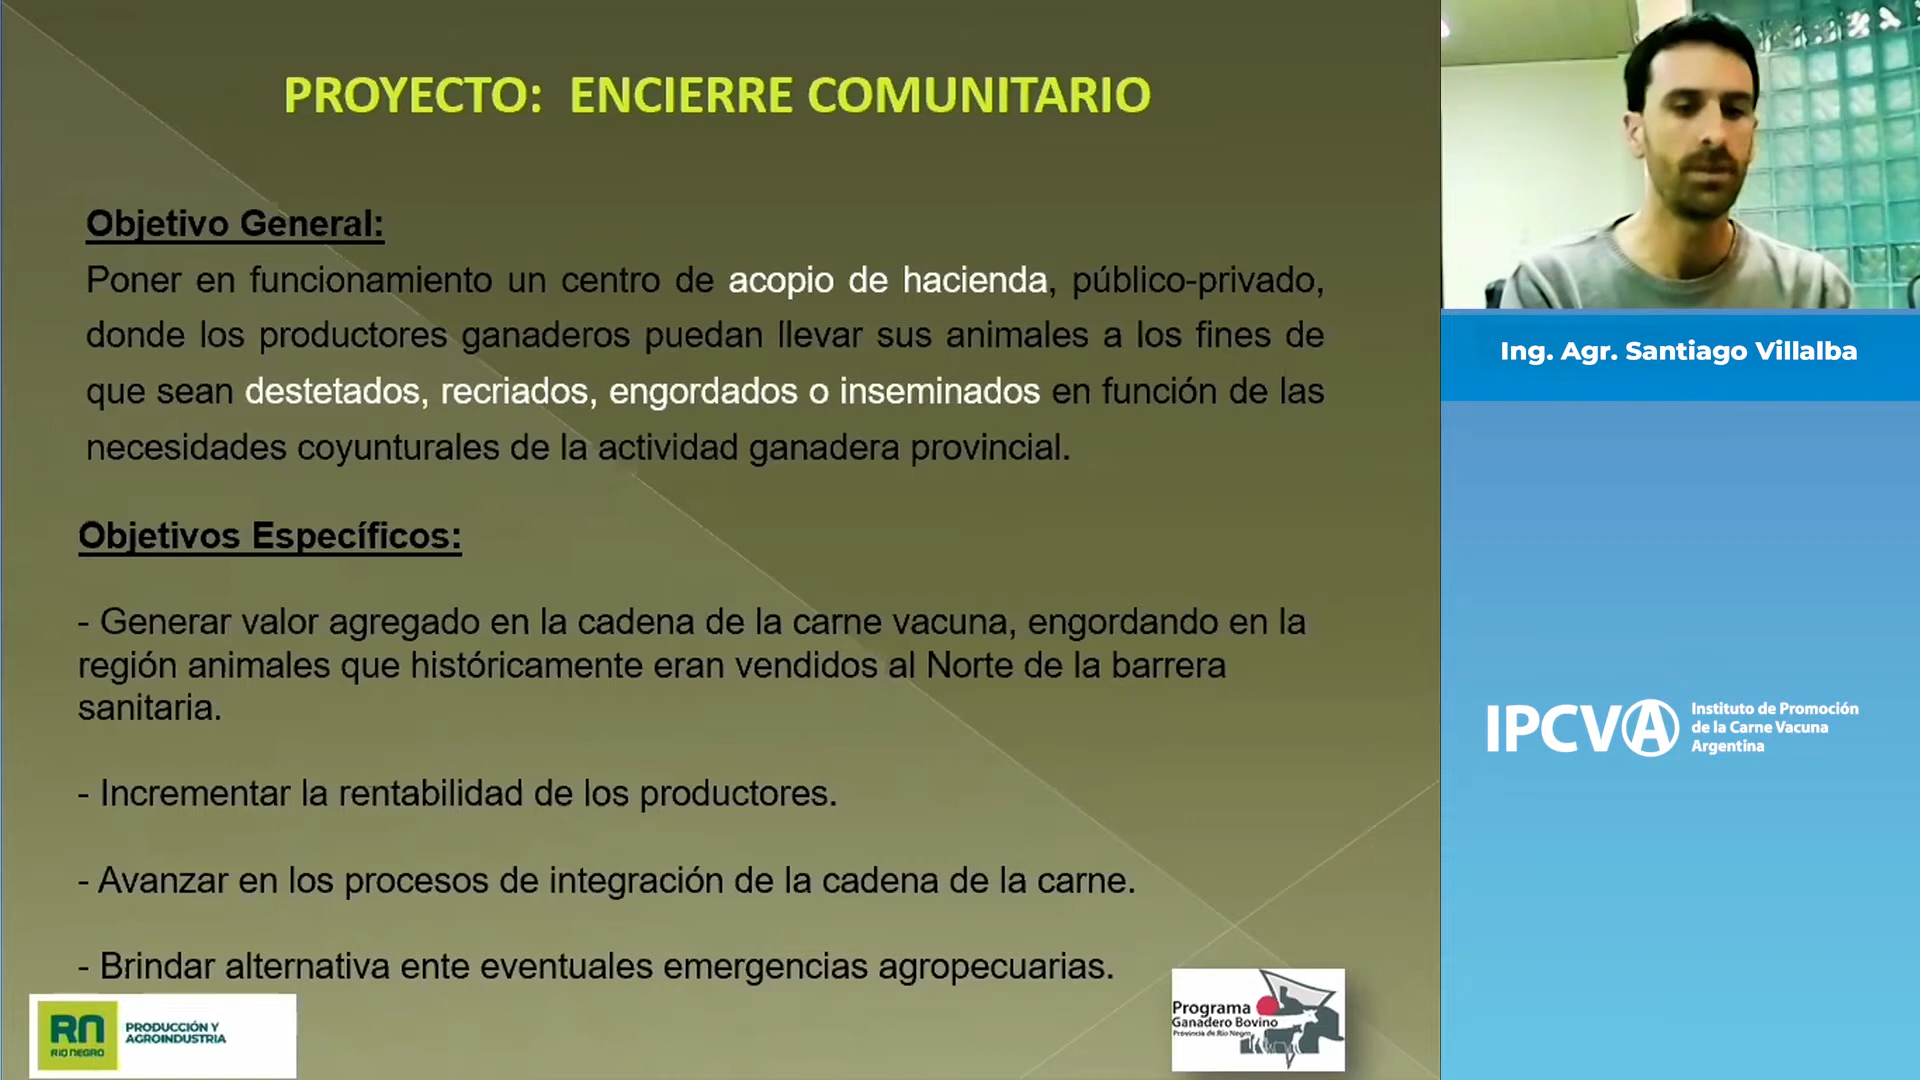 PROYECTO: ENCIERRE COMUNITARIO
Objetivo General:
Poner en funcionamiento un centro de acopio de hacienda, público-privado,
donde los productores ganaderos puedan llevar sus animales a los fines de
que sean destetados, recriados, engordados o inseminados en función de las
necesidades coyunturales de la actividad ganadera provincial.
Objetivos Específicos:
- Generar valor agregado en la cadena de la carne vacuna, engordando en la
región animales que históricamente eran vendidos al Norte de la barrera
sanitaria.
- Incrementar la rentabilidad de los productores.
- Avanzar en los procesos de integración de la cadena de la carne.
- Brindar alternativa ente eventuales emergencias agropecuarias.
RN
RIO NEGRO
PRODUCCIÓN Y
AGROINDUSTRIA
Programa
Ganadero Bovino
Provincia de Río Negro
Ing. Agr. Santiago Villalba
IPCVA
Instituto de Promoción
de la Carne Vacuna
Argentina